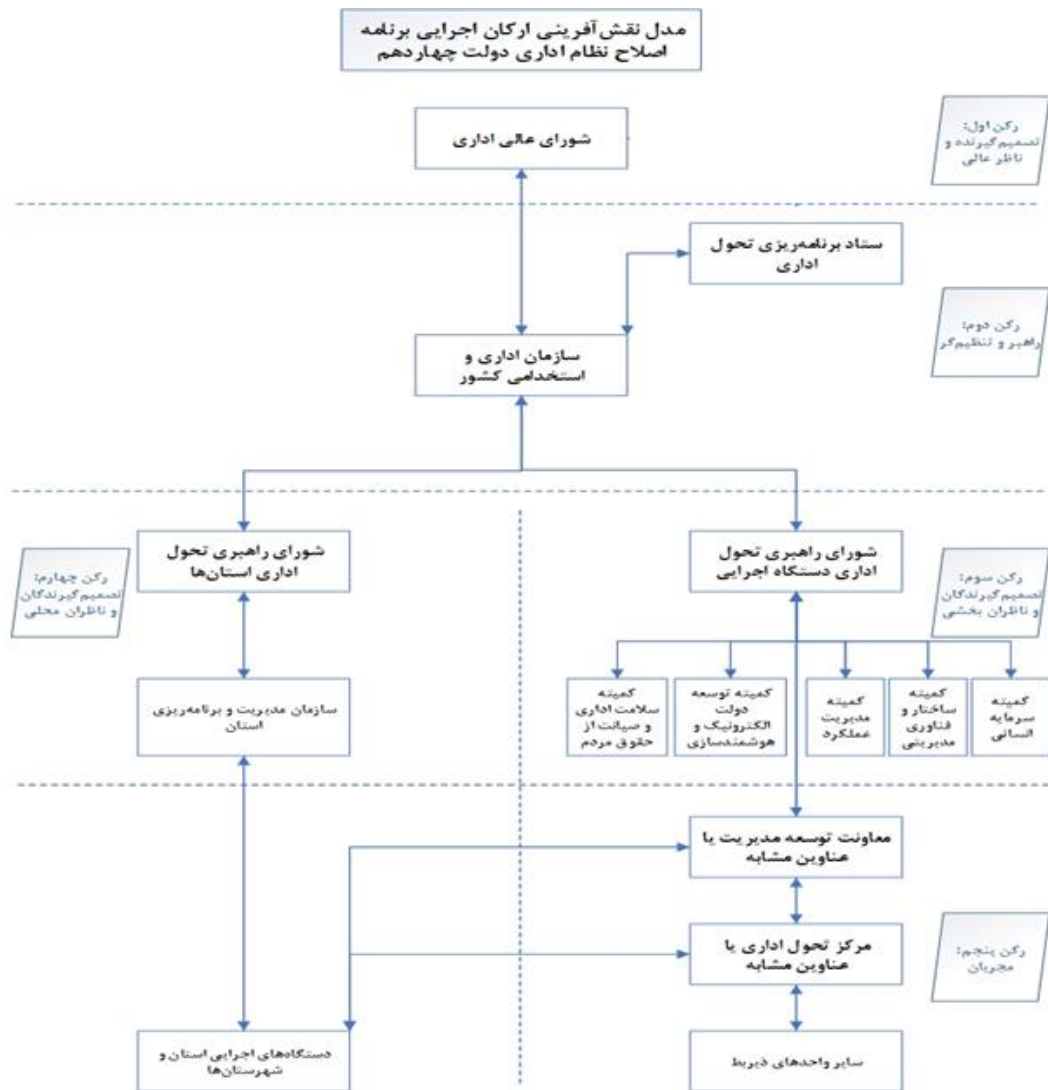 مدل نقش‌آفرینی ارکان اجرایی برنامه
اصلاح نظام اداری دولت چهاردهم
رکن اول:
تصمیم‌گیرنده و
ناظر عالی
شورای عالی اداری
ستاد برنامه‌ریزی تحول
اداری
رکن دوم:
راهبر و تنظیم‌گر
سازمان اداری و
استخدامی کشور
رکن سوم:
تصمیم‌گیرندگان
و ناظران بخشی
شورای راهبری تحول
اداری دستگاه اجرایی
شورای راهبری تحول
اداری استان‌ها
رکن چهارم:
تصمیم‌گیرندگان
و ناظران محلی
کمیته
سرمایه
انسانی
کمیته
ساختار و
فناوری
مدیریتی
کمیته
مدیریت
عملکرد
کمیته توسعه
دولت
الکترونیک و
هوشمندسازی
کمیته
سلامت اداری
و صیانت از
حقوق مردم
سازمان مدیریت و برنامه‌ریزی
استان
معاونت توسعه مدیریت یا
عناوین مشابه
رکن پنجم:
مجریان
مرکز تحول اداری یا
عناوین مشابه
سایر واحدهای ذیربط
دستگاه‌های اجرایی استان و
شهرستان‌ها